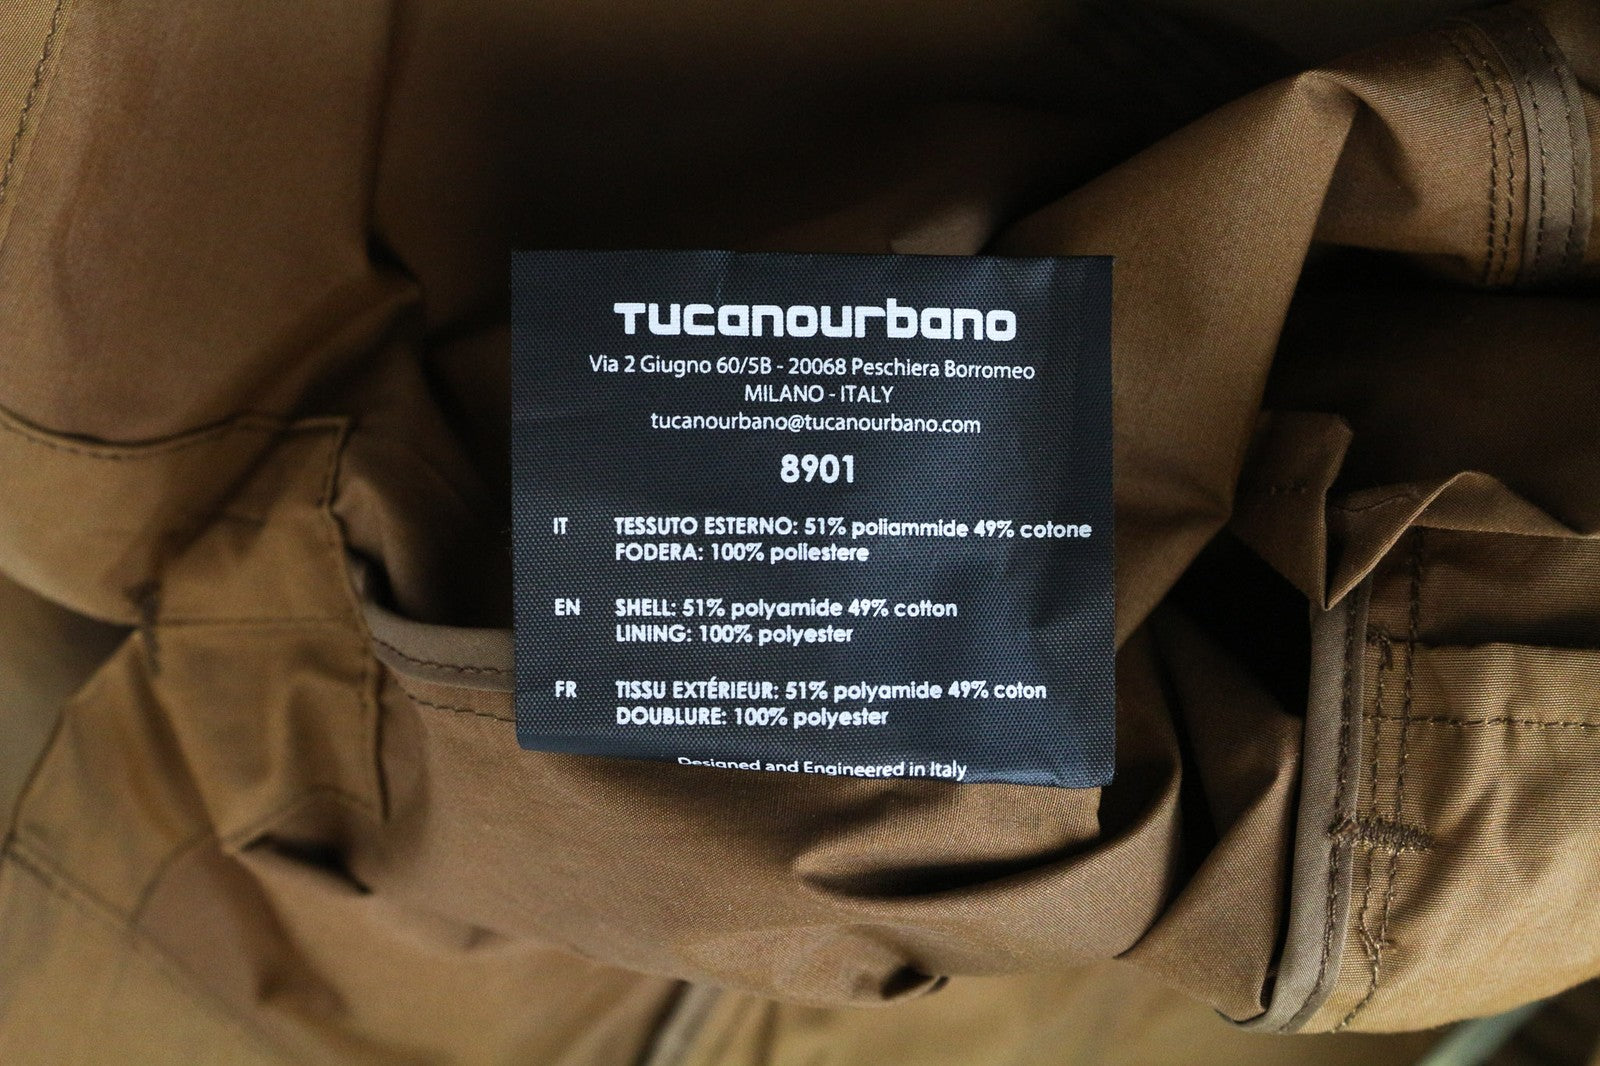 Tucanourbano
Via 2 Giugno 60/5B - 20068 Peschiera Borromeo
MILANO - ITALY
tucanourbano@tucanourbano.com
8901
IT TESSUTO ESTERNO: 51% poliammide 49% cotone
FODERA: 100% poliestere
EN SHELL: 51% polyamide 49% cotton
LINING: 100% polyester
FR TISSU EXTÉRIEUR: 51% polyamide 49% coton
DOUBLURE: 100% polyester
Designed and Engineered in Italy